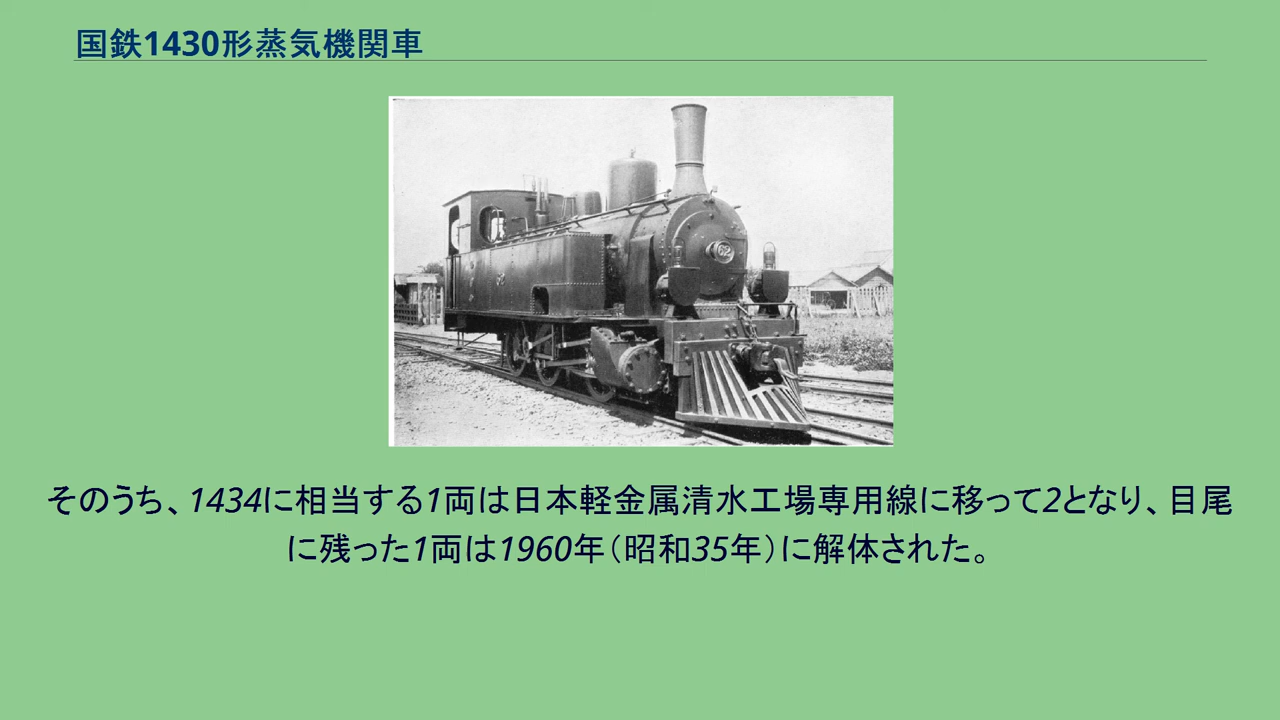 国鉄1430形蒸気機関車
62
そのうち、1434に相当する1両は日本軽金属清水工場専用線に移って2となり、目尾
に残った1両は1960年（昭和35年）に解体された。